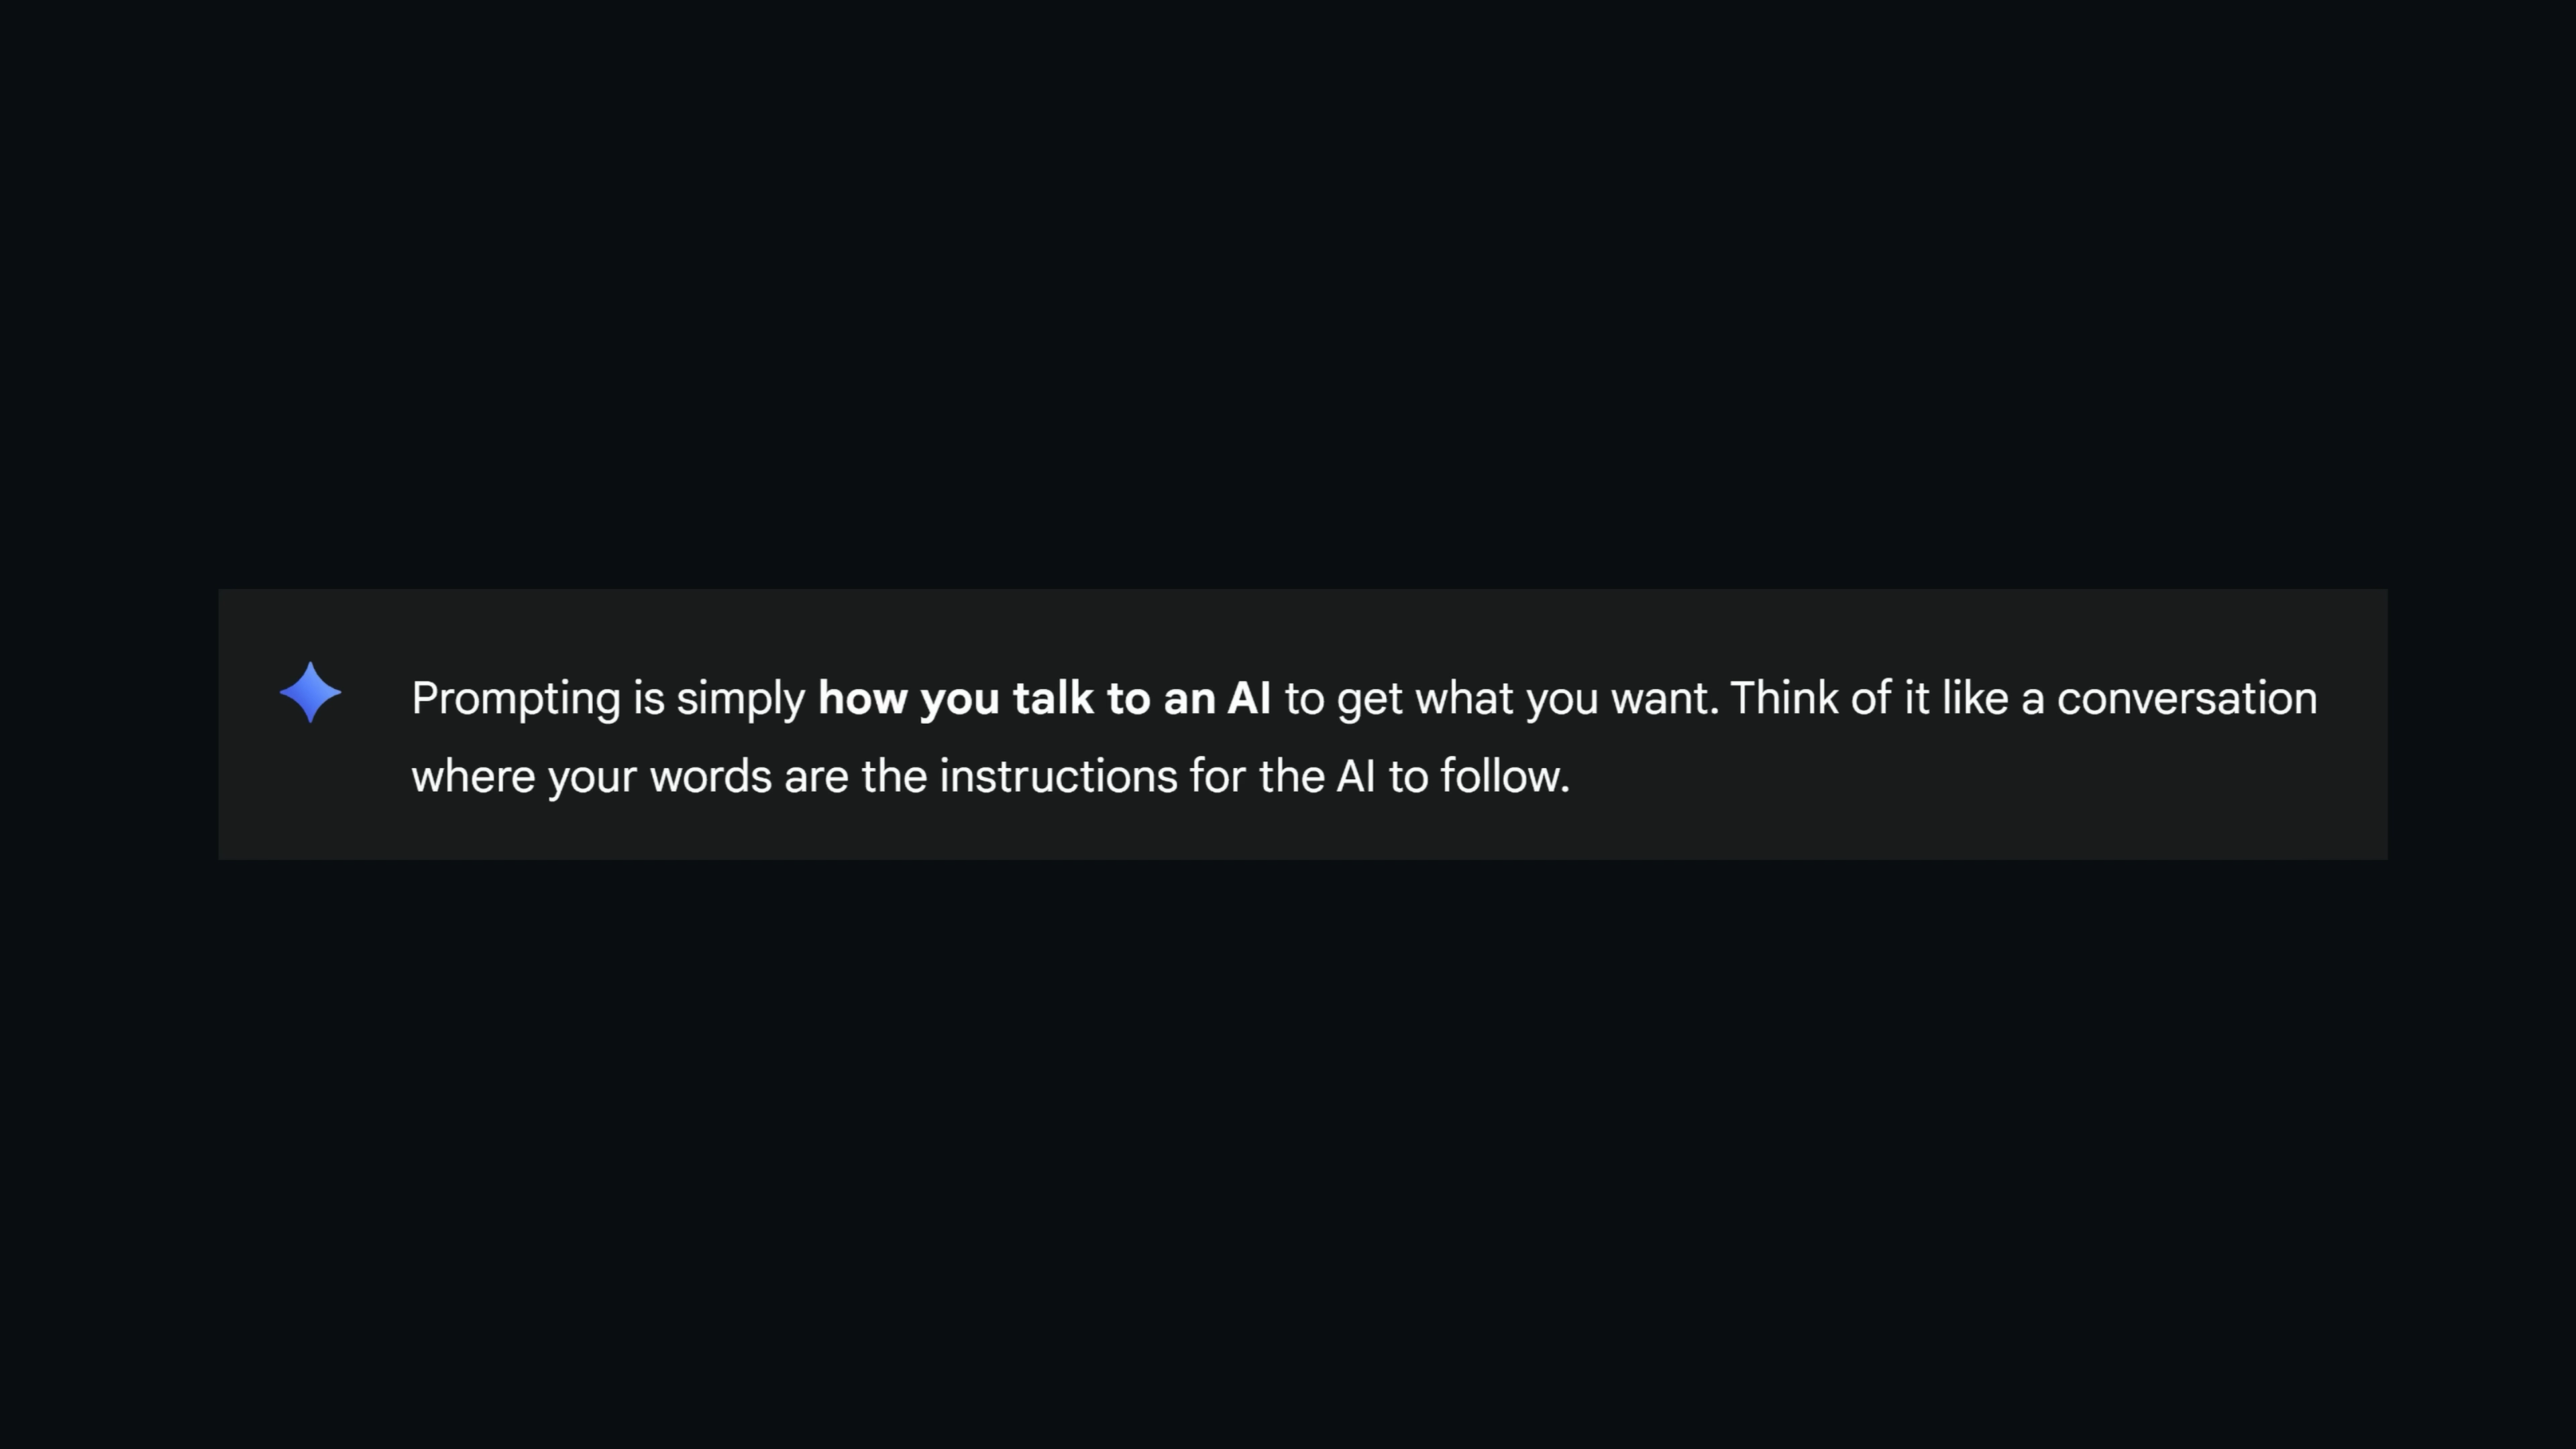 Prompting is simply how you talk to an AI to get what you want. Think of it like a conversation
where your words are the instructions for the AI to follow.